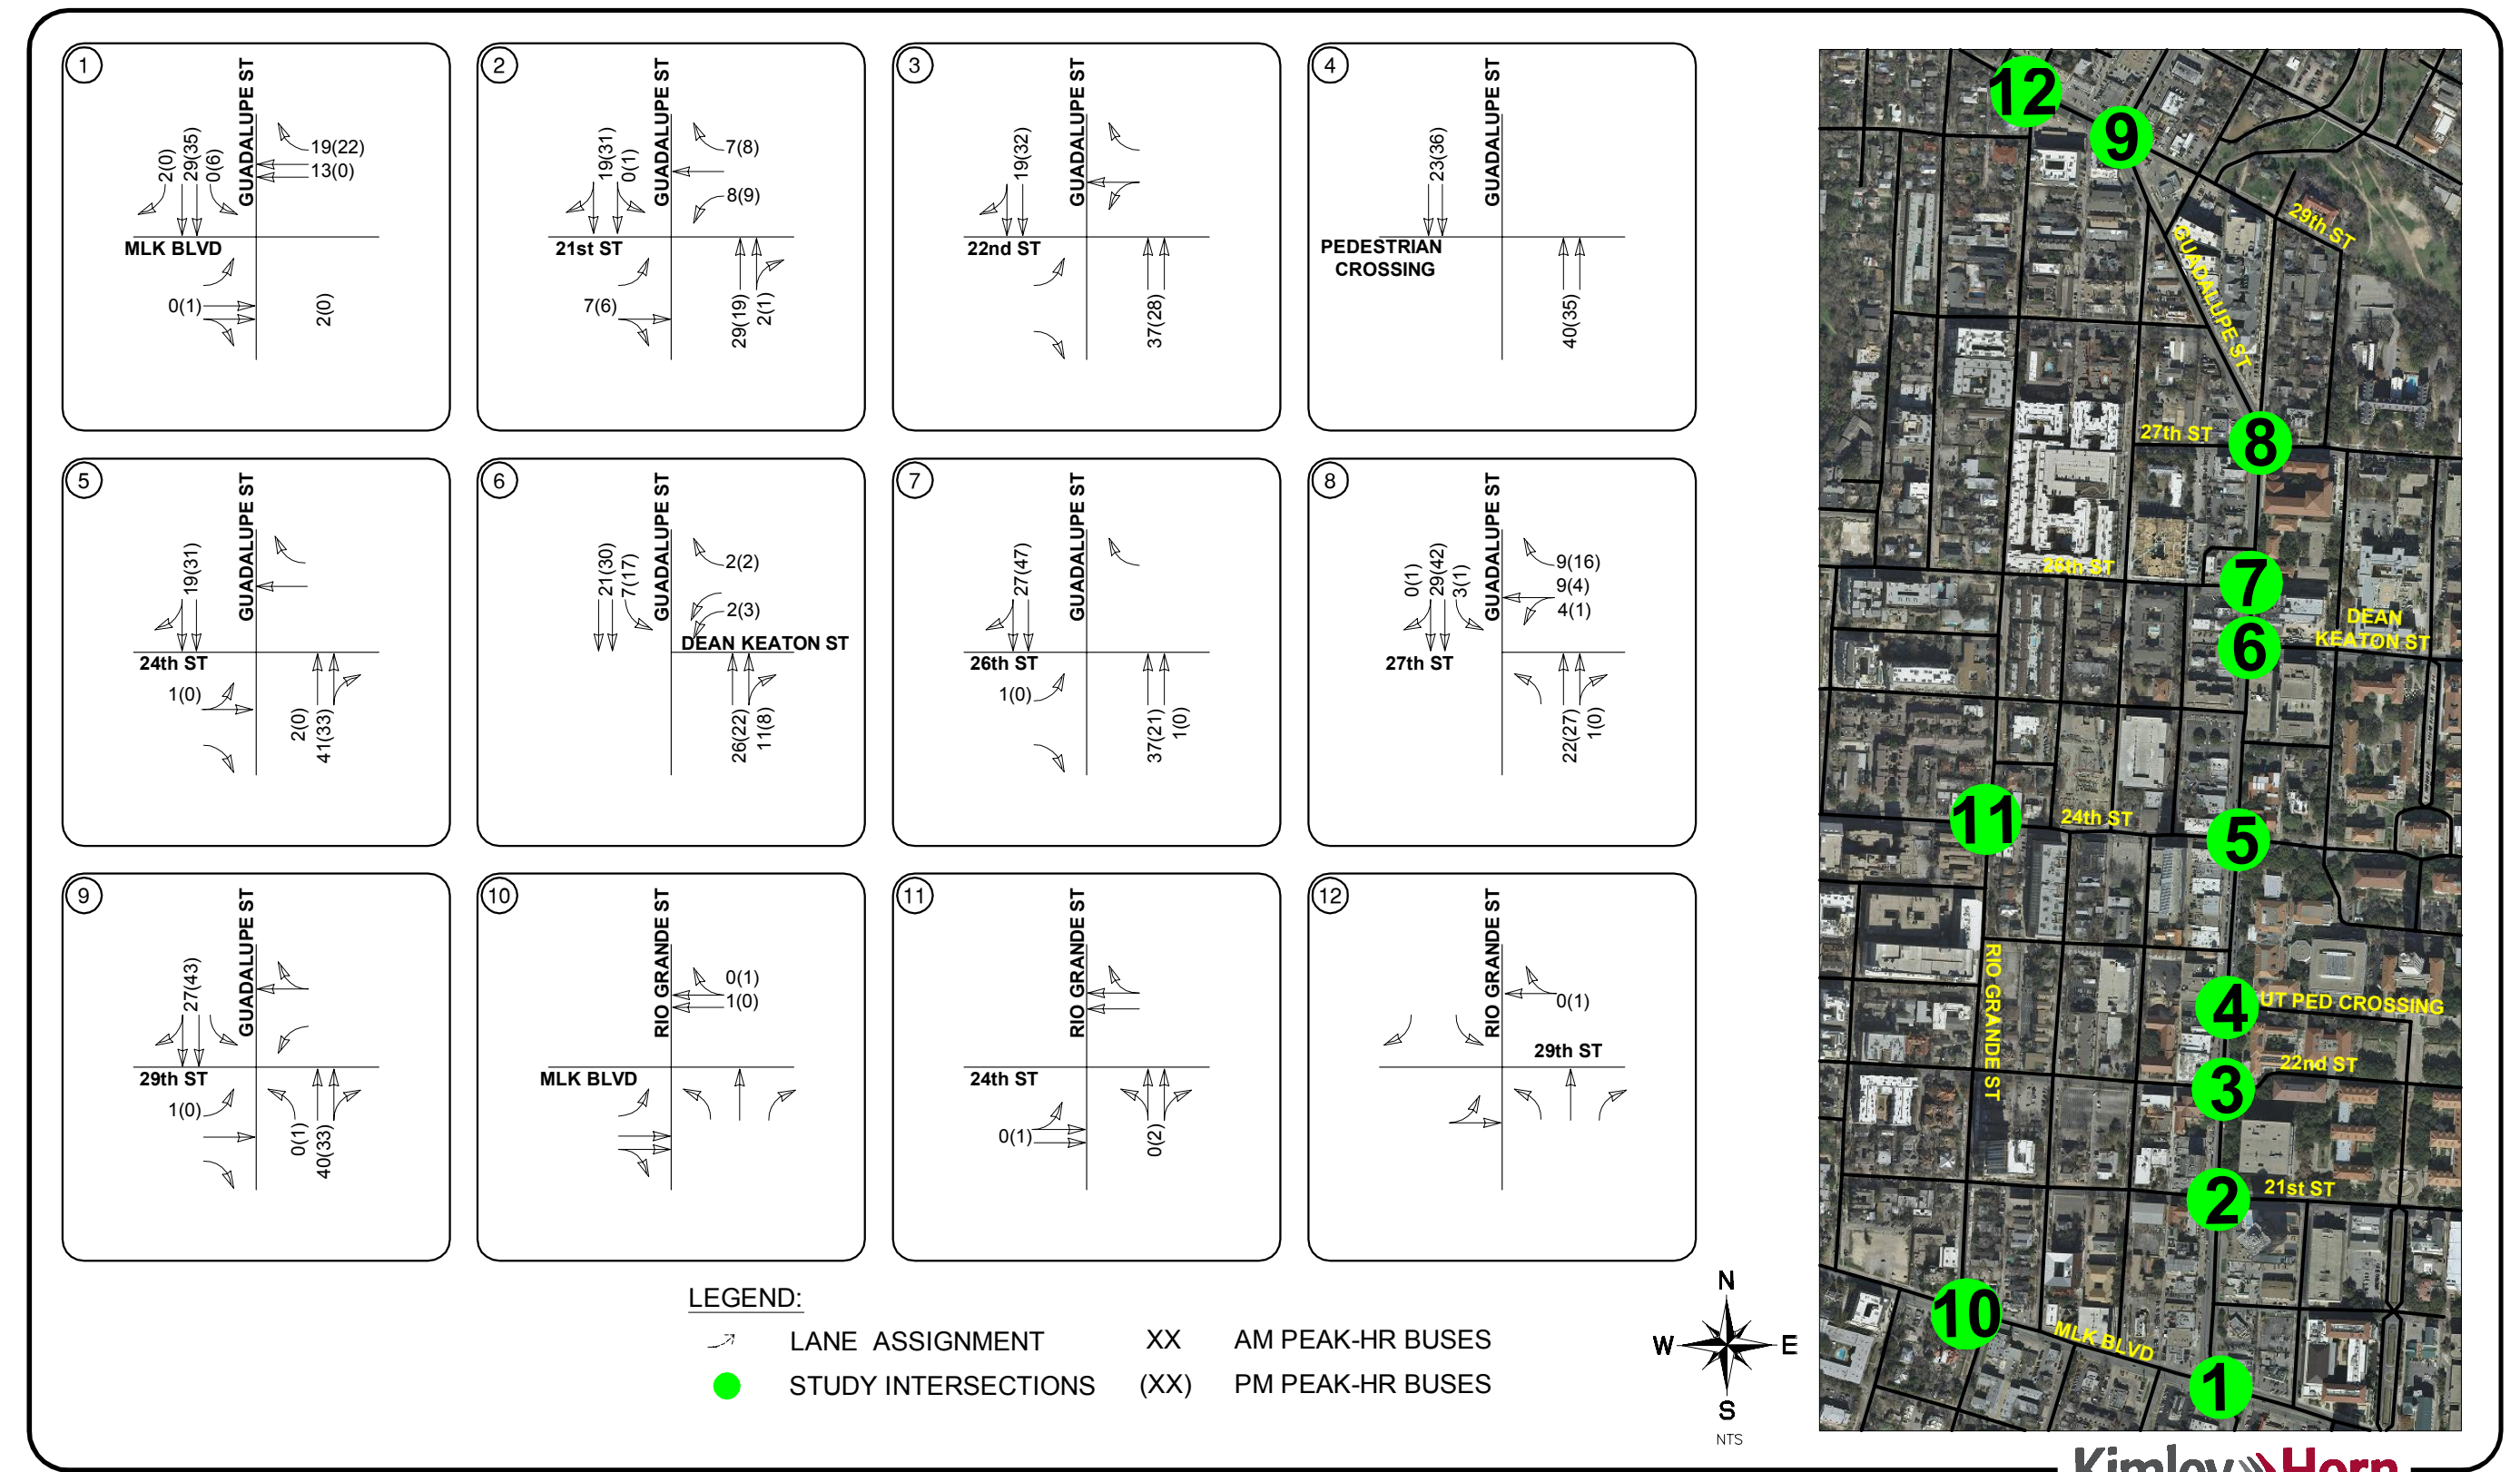 1
GUADALUPE ST
2(0)
29(35)
0(6)
19(22)
13(0)
MLK BLVD
0(1)
2(0)
2
GUADALUPE ST
19(31)
0(1)
7(8)
8(9)
21st ST
7(6)
29(19)
2(1)
3
GUADALUPE ST
19(32)
22nd ST
37(28)
4
GUADALUPE ST
23(36)
PEDESTRIAN
CROSSING
40(35)
5
GUADALUPE ST
19(31)
24th ST
1(0)
2(0)
41(33)
6
GUADALUPE ST
21(30)
7(17)
2(2)
2(3)
DEAN KEATON ST
26(22)
11(8)
7
GUADALUPE ST
27(47)
26th ST
1(0)
37(21)
1(0)
8
GUADALUPE ST
0(1)
29(42)
3(1)
9(16)
9(4)
4(1)
27th ST
22(27)
1(0)
9
GUADALUPE ST
27(43)
29th ST
1(0)
0(1)
40(33)
10
RIO GRANDE ST
0(1)
1(0)
MLK BLVD
11
RIO GRANDE ST
24th ST
0(1)
0(2)
12
RIO GRANDE ST
0(1)
29th ST
LEGEND:
LANE ASSIGNMENT
XX AM PEAK-HR BUSES
STUDY INTERSECTIONS
(XX) PM PEAK-HR BUSES
N
W E
S
NTS
12
9
29th ST
GUADALUPE ST
27th ST
8
26th ST
7
DEAN
KEATON ST
6
11
24th ST
5
RIO GRANDE ST
4
UT PED CROSSING
22nd ST
3
21st ST
2
10
MLK BLVD
1
Kimley»Horn